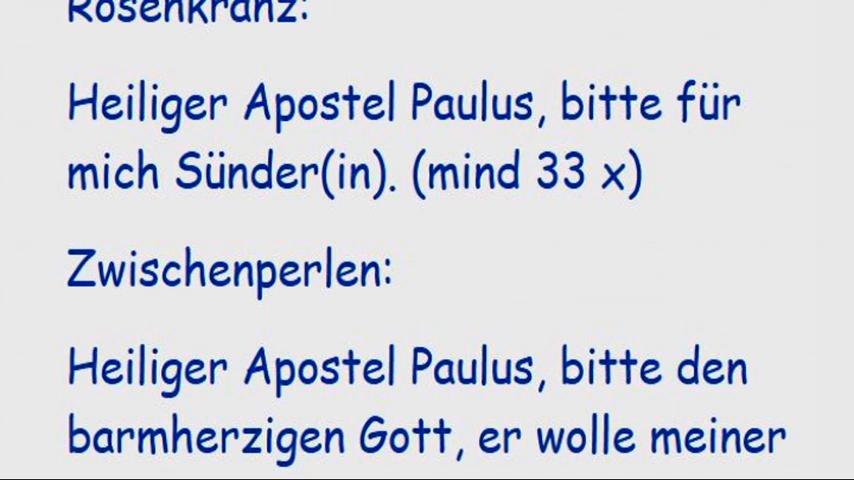 Rosenkranz:
Heiliger Apostel Paulus, bitte für
mich Sünder(in). (mind 33 x)
Zwischenperlen:
Heiliger Apostel Paulus, bitte den
barmherzigen Gott, er wolle meiner